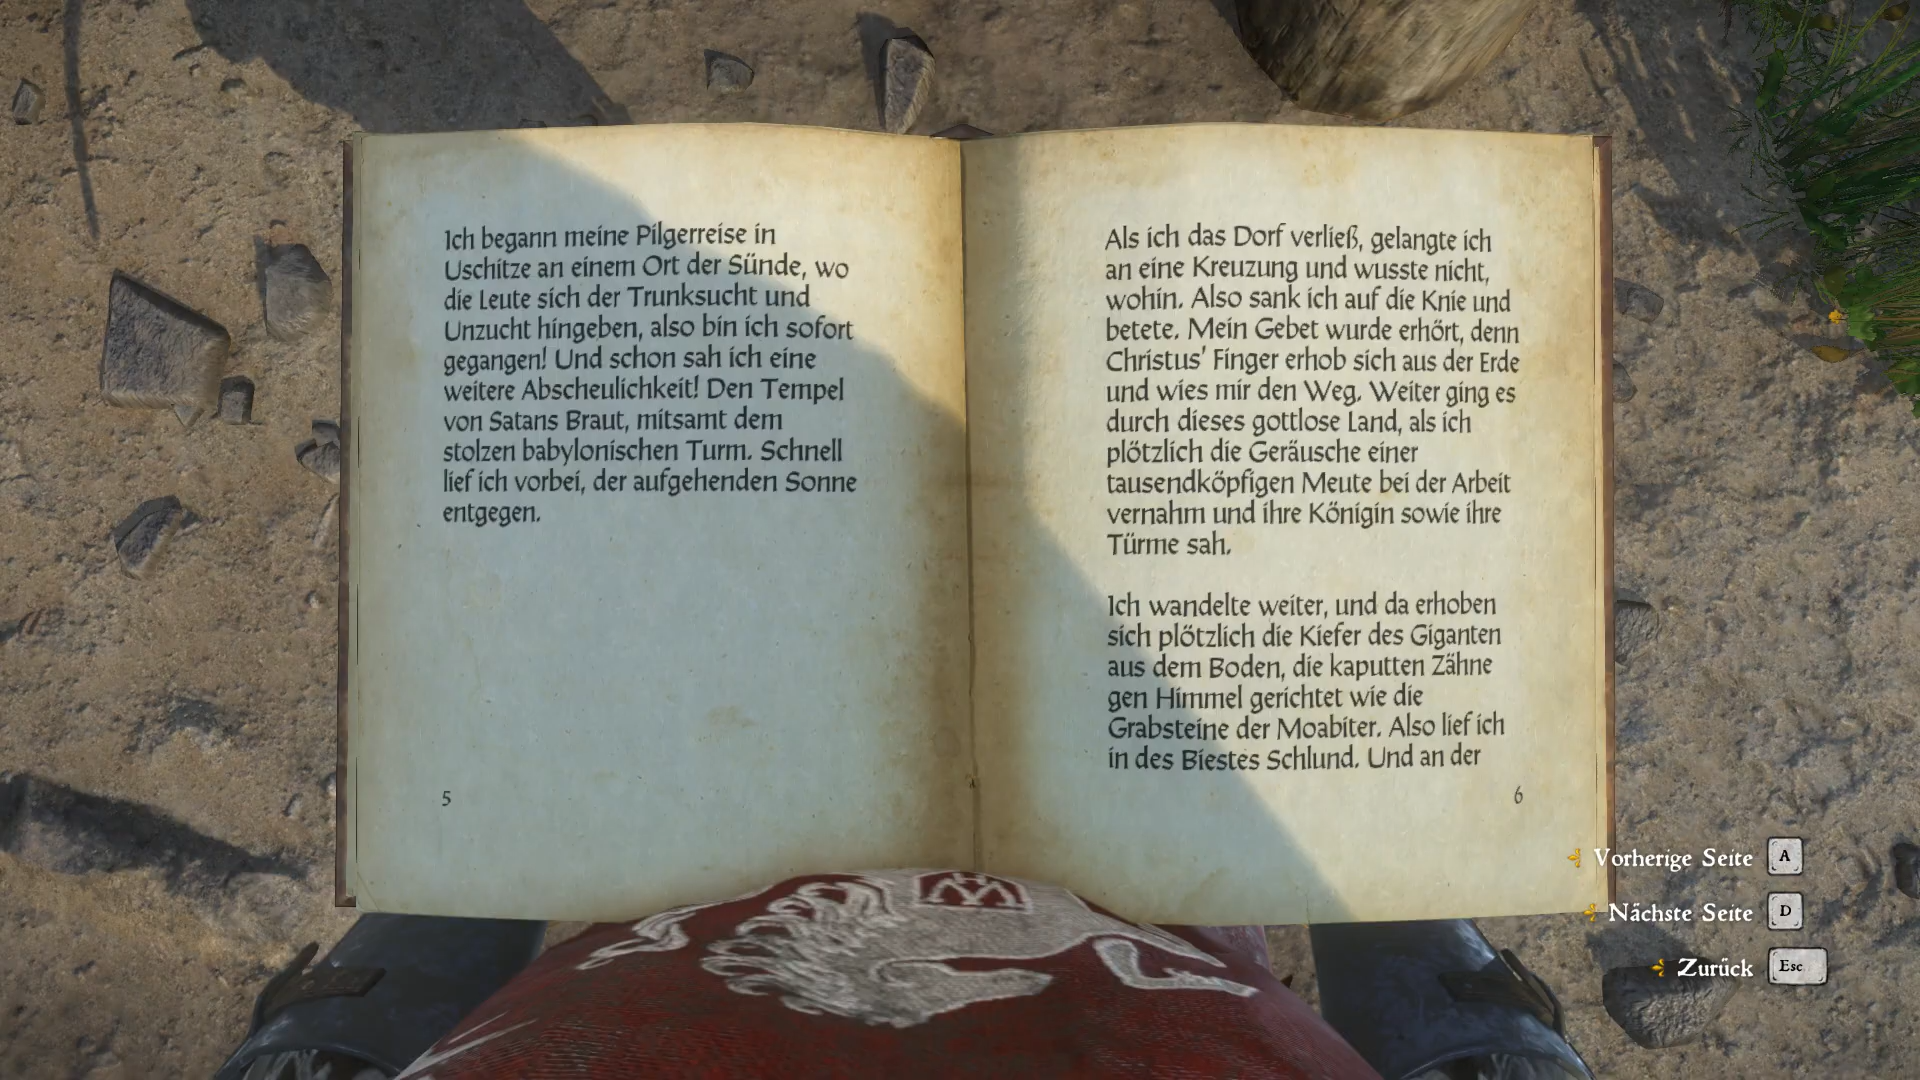 Ich begann meine Pilgerreise in
Uschitze an einem Ort der Sünde, wo
die Leute sich der Trunksucht und
Unzucht hingeben, also bin ich sofort
gegangen! Und schon sah ich eine
weitere Abscheulichkeit! Den Tempel
von Satans Braut, mitsamt dem
stolzen babylonischen Turm. Schnell
lief ich vorbei, der aufgehenden Sonne
entgegen.
5
Als ich das Dorf verließ, gelangte ich
an eine Kreuzung und wusste nicht,
wohin. Also sank ich auf die Knie und
betete. Mein Gebet wurde erhört, denn
Christus' Finger erhob sich aus der Erde
und wies mir den Weg. Weiter ging es
durch dieses gottlose Land, als ich
plötzlich die Geräusche einer
tausendköpfigen Meute bei der Arbeit
vernahm und ihre Königin sowie ihre
Türme sah.
Ich wandelte weiter, und da erhoben
sich plötzlich die Kiefer des Giganten
aus dem Boden, die kaputten Zähne
gen Himmel gerichtet wie die
Grabsteine der Moabiter. Also lief ich
in des Biestes Schlund. Und an der
6
Vorherige Seite A
Nächste Seite D
Zurück Esc